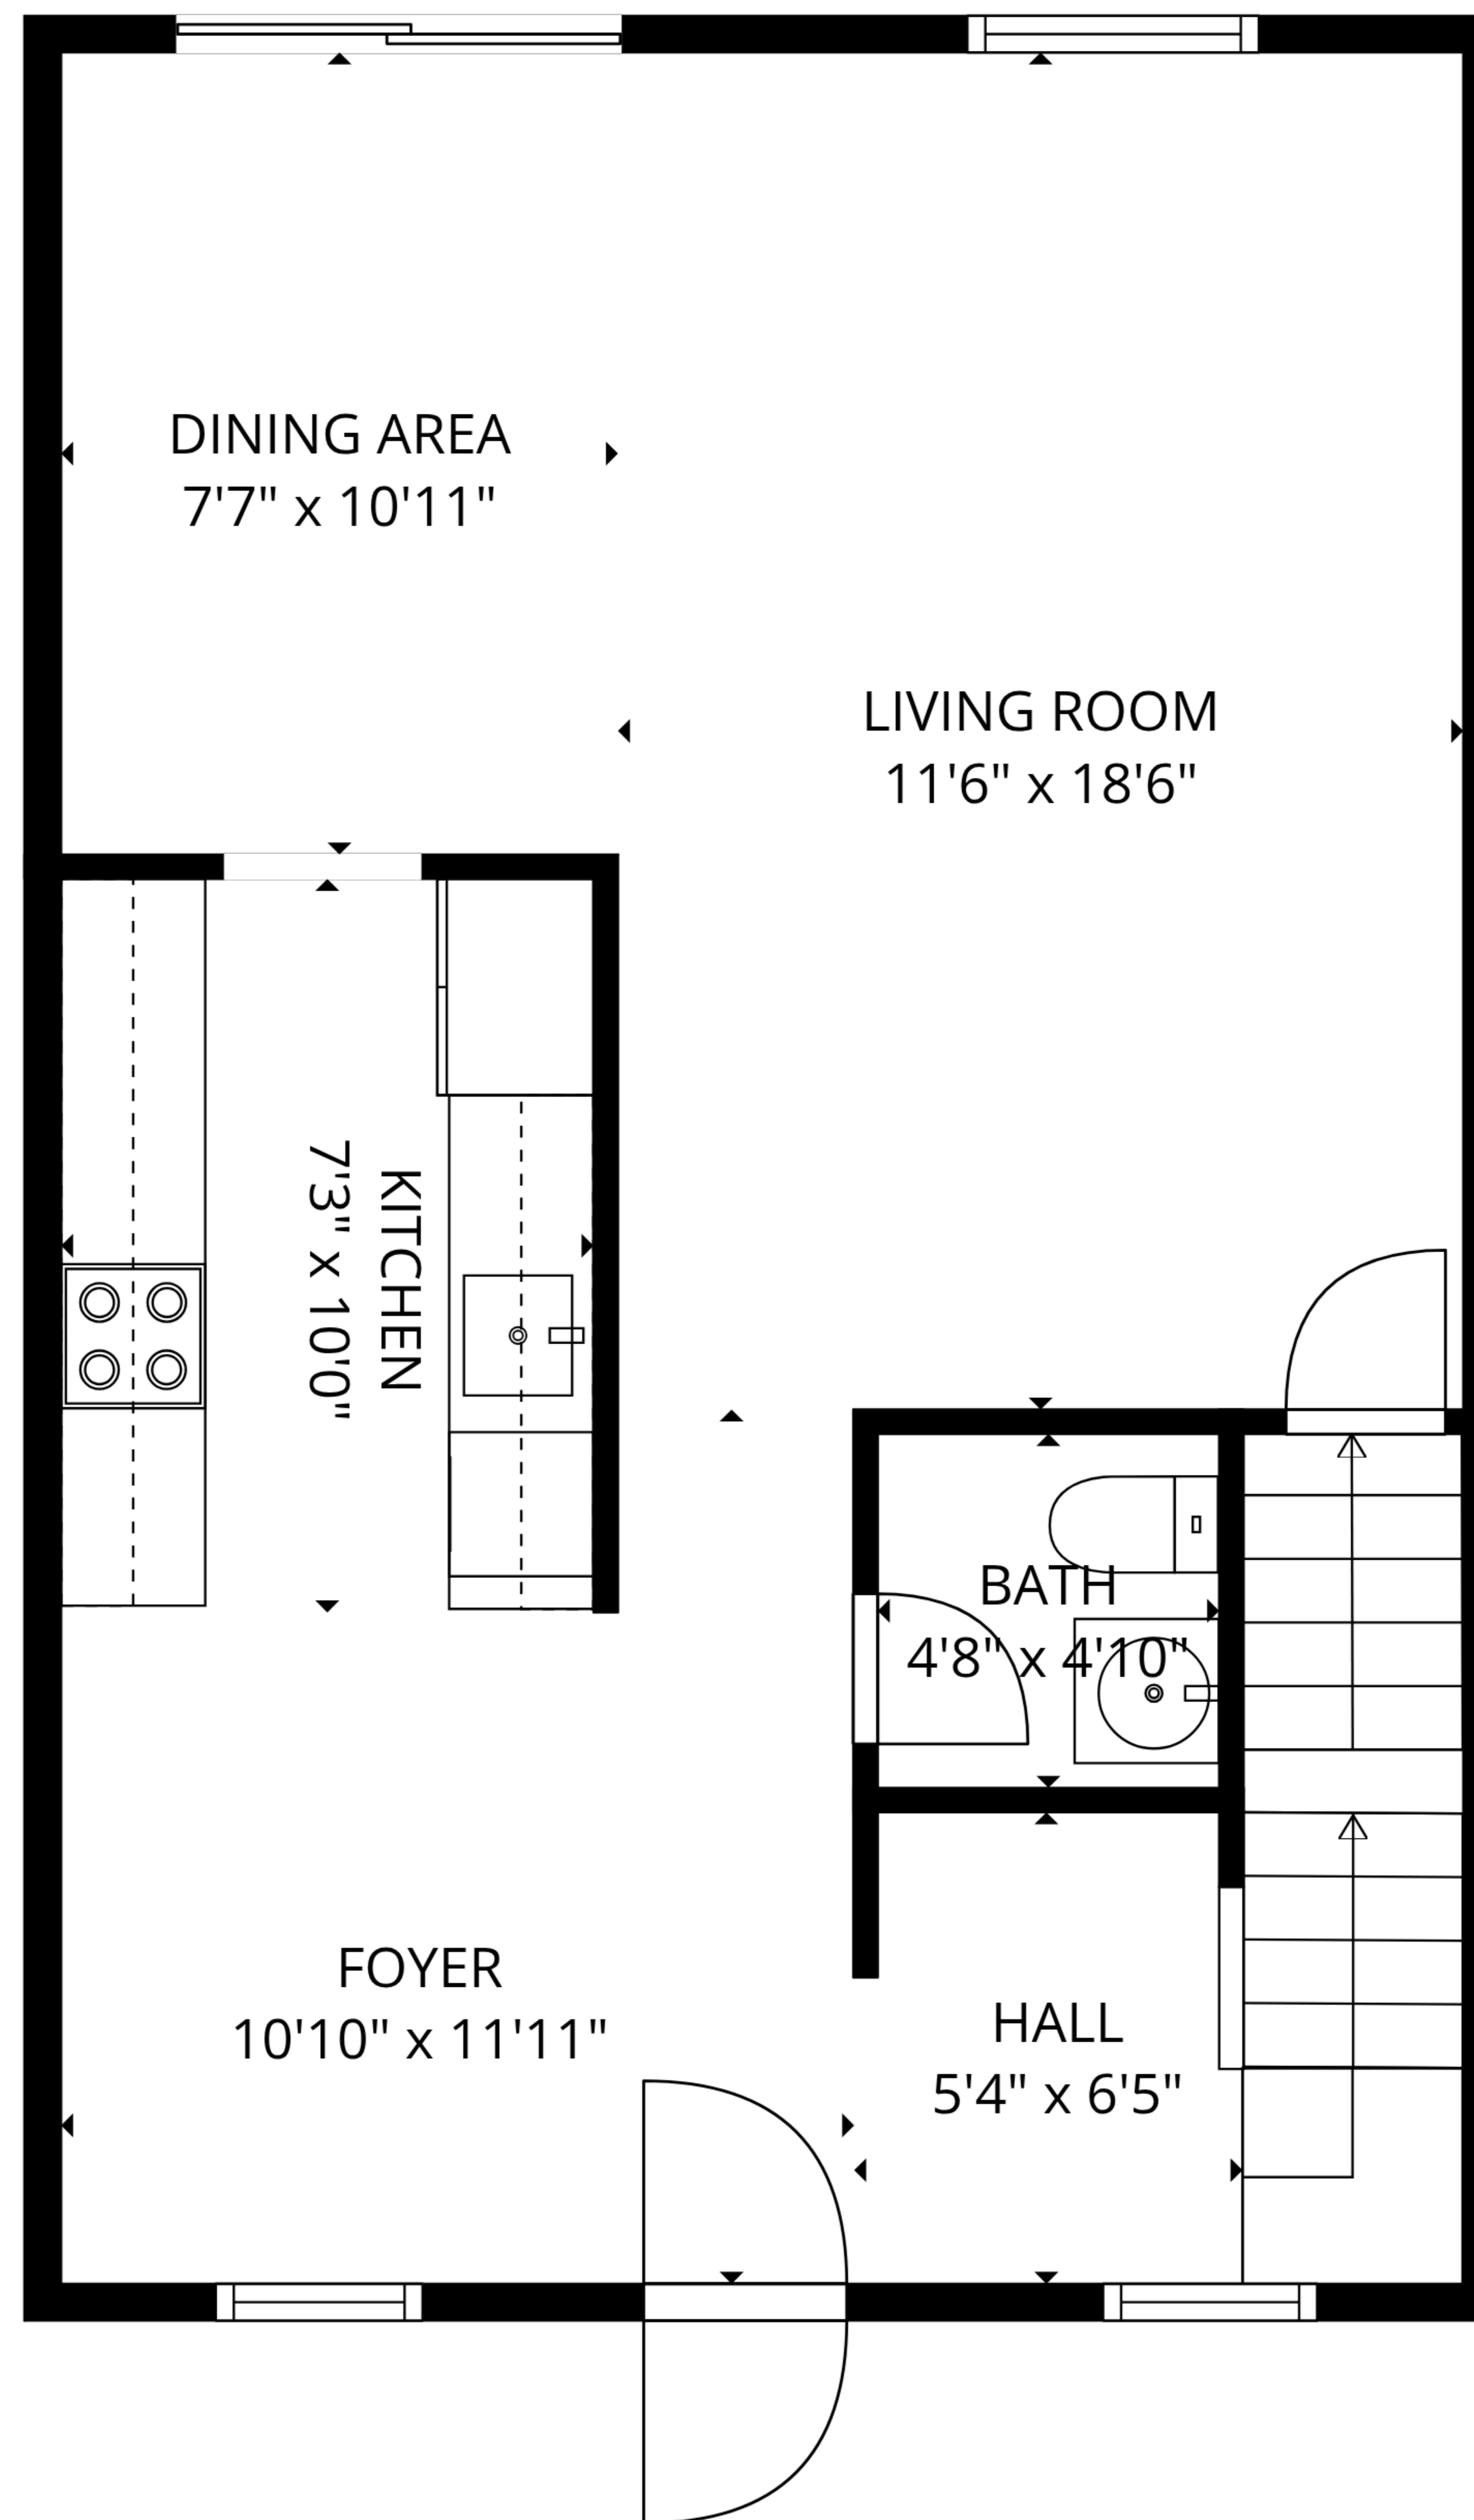 DINING AREA
7'7" x 10'11"
LIVING ROOM
11'6" x 18'6"
KITCHEN
7'3" x 10'0"
BATH
4'8" x 4'10"
FOYER
10'10" x 11'11"
HALL
5'4" x 6'5"